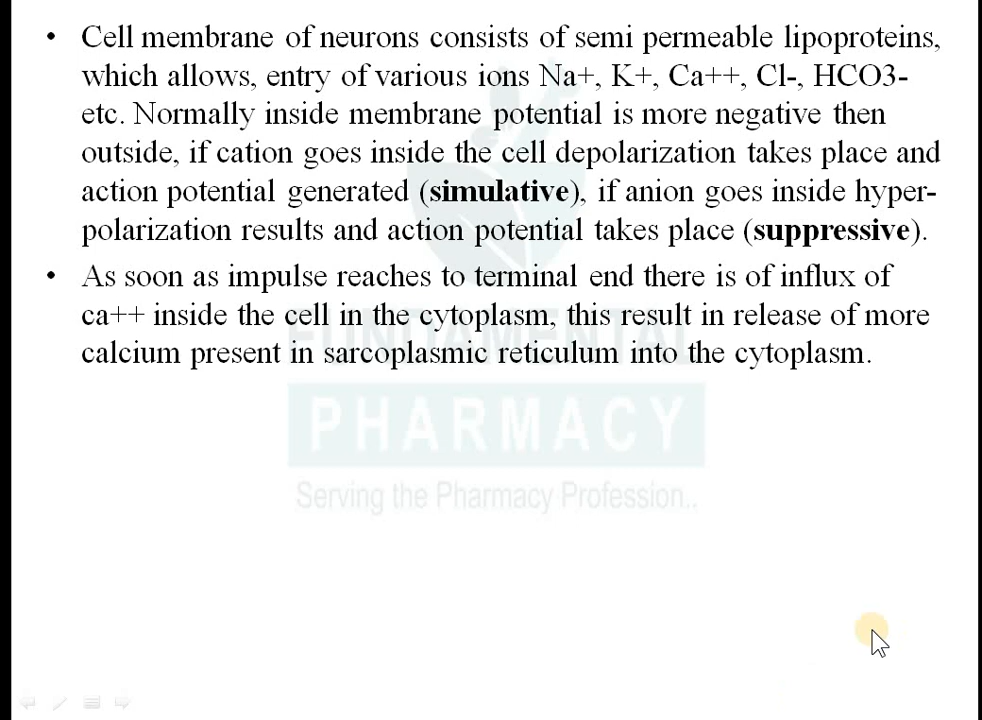 • Cell membrane of neurons consists of semi permeable lipoproteins,
which allows, entry of various ions Na+, K+, Ca++, Cl-, HCO3-
etc. Normally inside membrane potential is more negative then
outside, if cation goes inside the cell depolarization takes place and
action potential generated (simulative), if anion goes inside hyper-
polarization results and action potential takes place (suppressive).
• As soon as impulse reaches to terminal end there is of influx of
ca++ inside the cell in the cytoplasm, this result in release of more
calcium present in sarcoplasmic reticulum into the cytoplasm.
FUNDAMENTAL
PHARMACY
Serving the Pharmacy Profession..